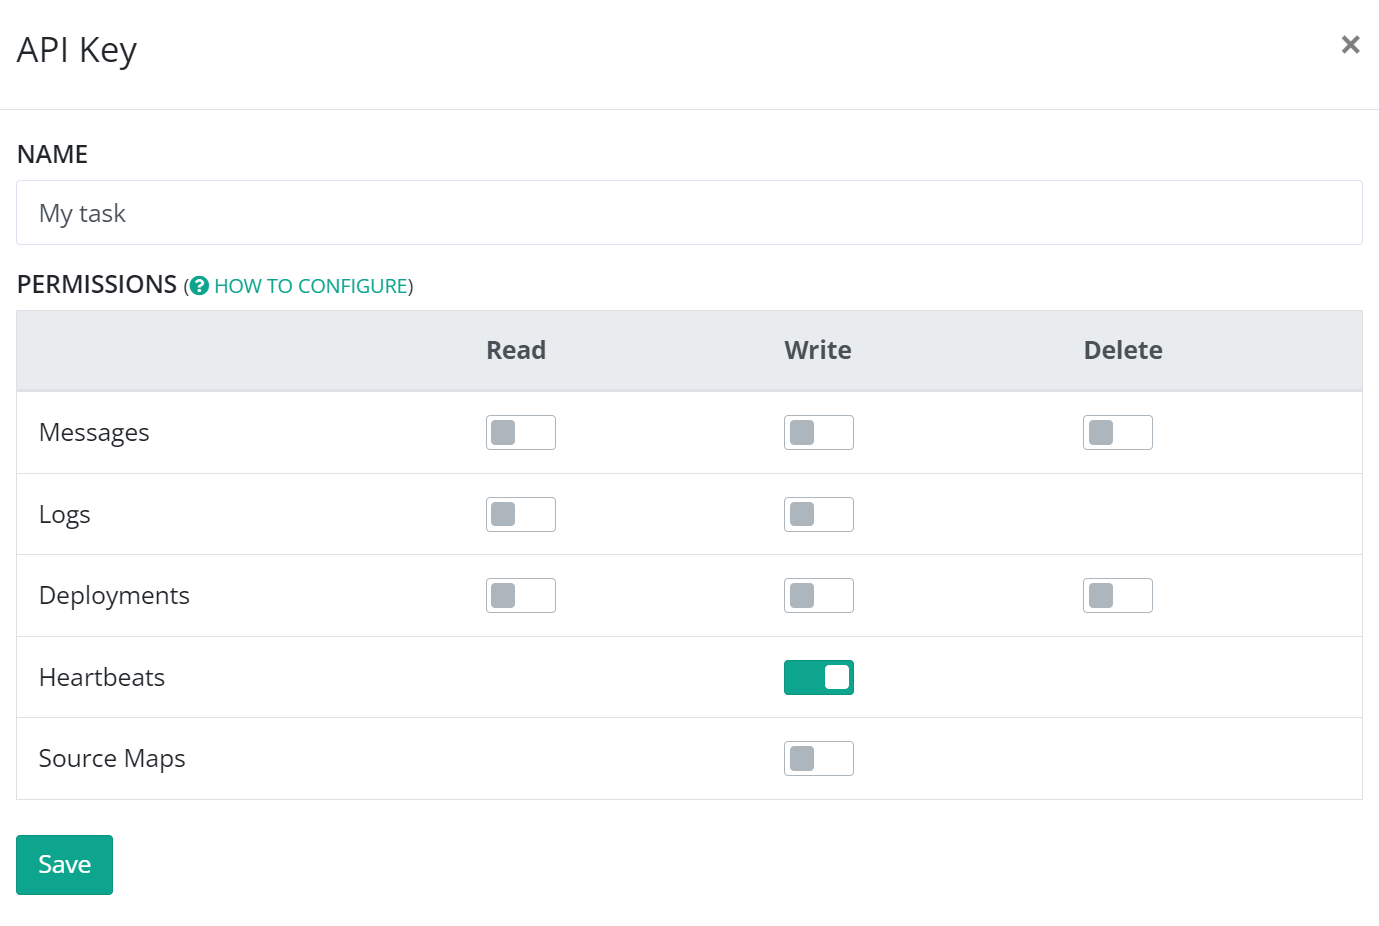 API Key
×
NAME
My task
PERMISSIONS (? HOW TO CONFIGURE)
Read Write Delete
Messages
Logs
Deployments
Heartbeats
Source Maps
Save